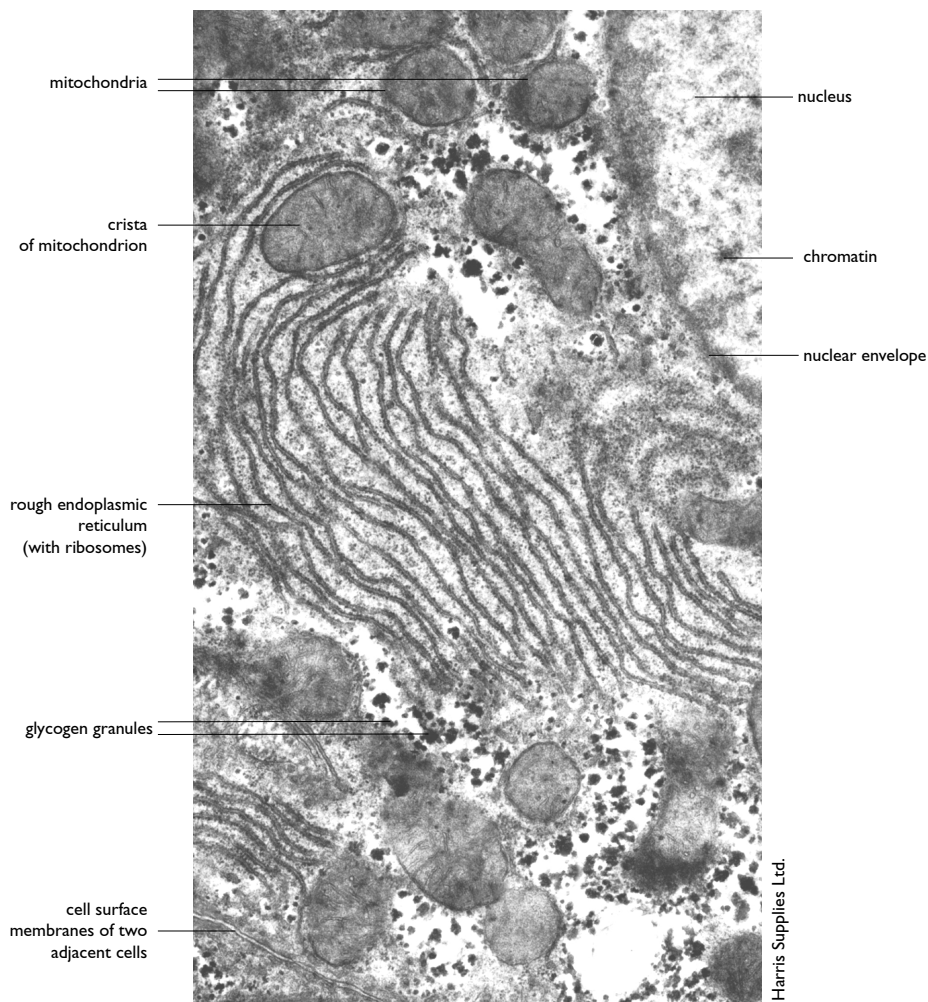 mitochondria
nucleus
crista
of mitochondrion
chromatin
nuclear envelope
rough endoplasmic
reticulum
(with ribosomes)
glycogen granules
cell surface
membranes of two
adjacent cells
Harris Supplies Ltd.